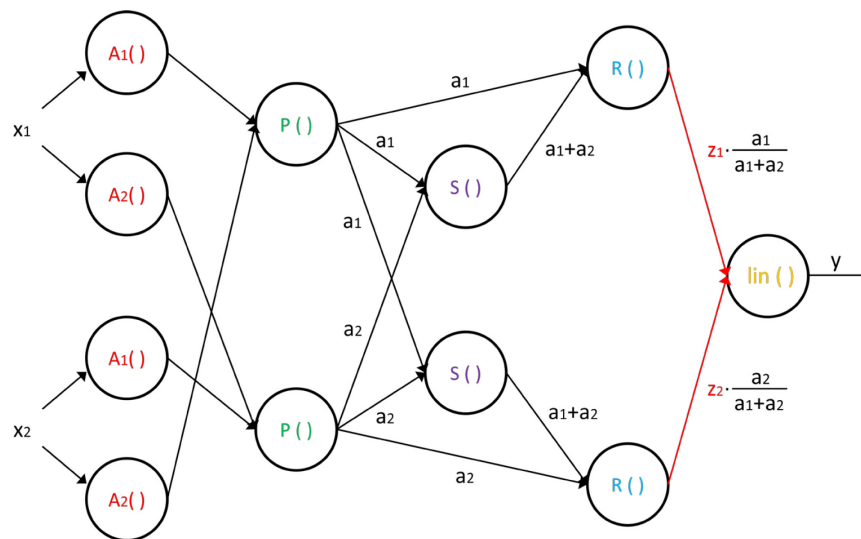 A₁( )
x₁
A₂( )
A₁( )
x₂
A₂( )
P ( )
P ( )
a₁
a₁
a₁
a₂
a₂
a₂
S ( )
S ( )
a₁+a₂
a₁+a₂
R ( )
R ( )
z₁· a₁
a₁+a₂
z₂· a₂
a₁+a₂
lin ( )
y